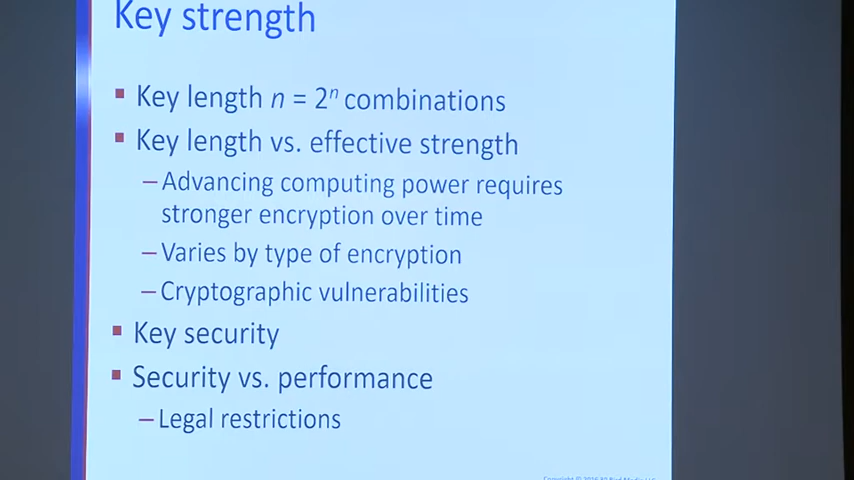 Key strength
▪ Key length n = 2ⁿ combinations
▪ Key length vs. effective strength
– Advancing computing power requires
stronger encryption over time
– Varies by type of encryption
– Cryptographic vulnerabilities
▪ Key security
▪ Security vs. performance
– Legal restrictions
Copyright ©